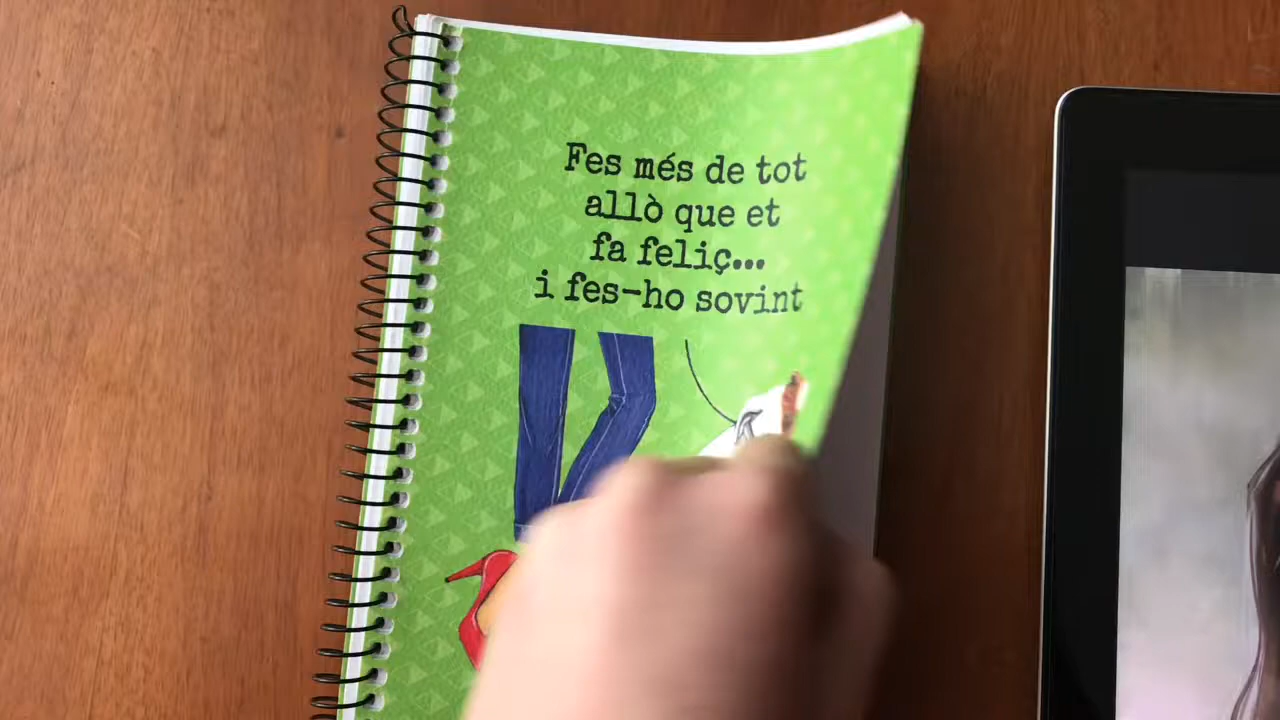 Fes més de tot
allò que et
fa feliç...
i fes-ho sovint